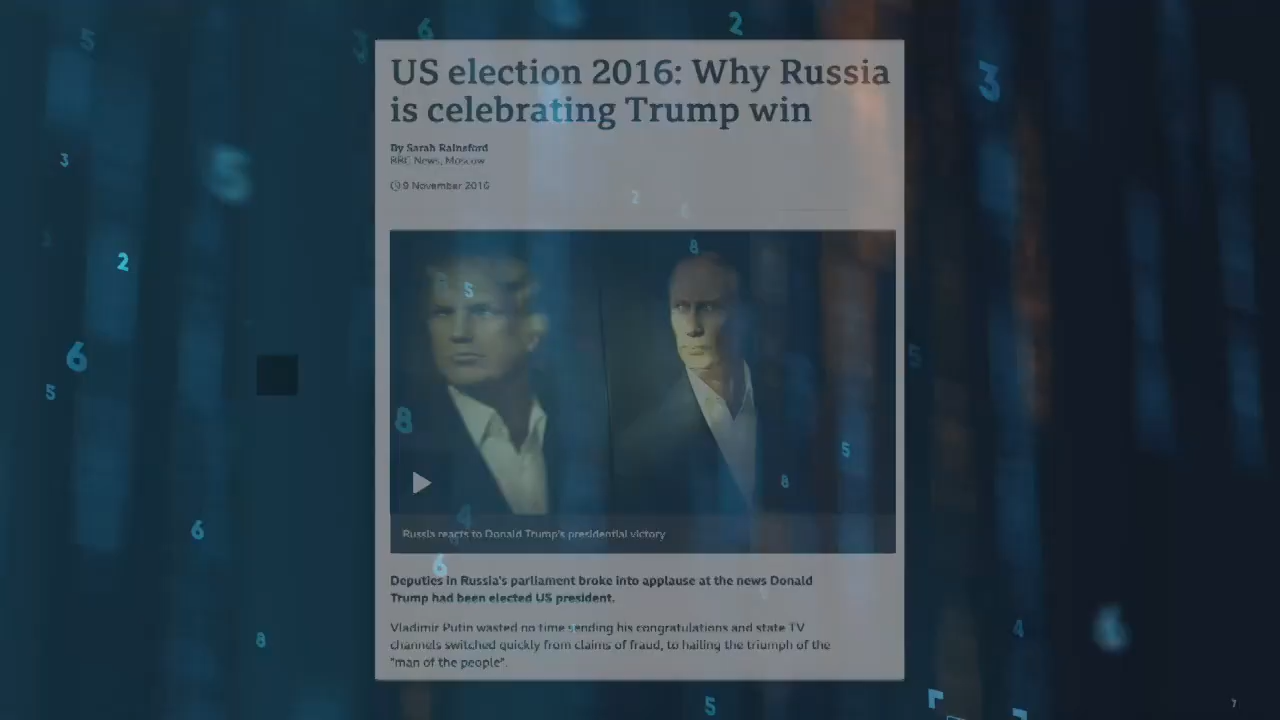 US election 2016: Why Russia
is celebrating Trump win
By Sarah Rainsford
BBC News, Moscow
9 November 2016
Russia reacts to Donald Trump's presidential victory
Deputies in Russia's parliament broke into applause at the news Donald
Trump had been elected US president.
Vladimir Putin wasted no time sending his congratulations and state TV
channels switched quickly from claims of fraud, to hailing the triumph of the
"man of the people".